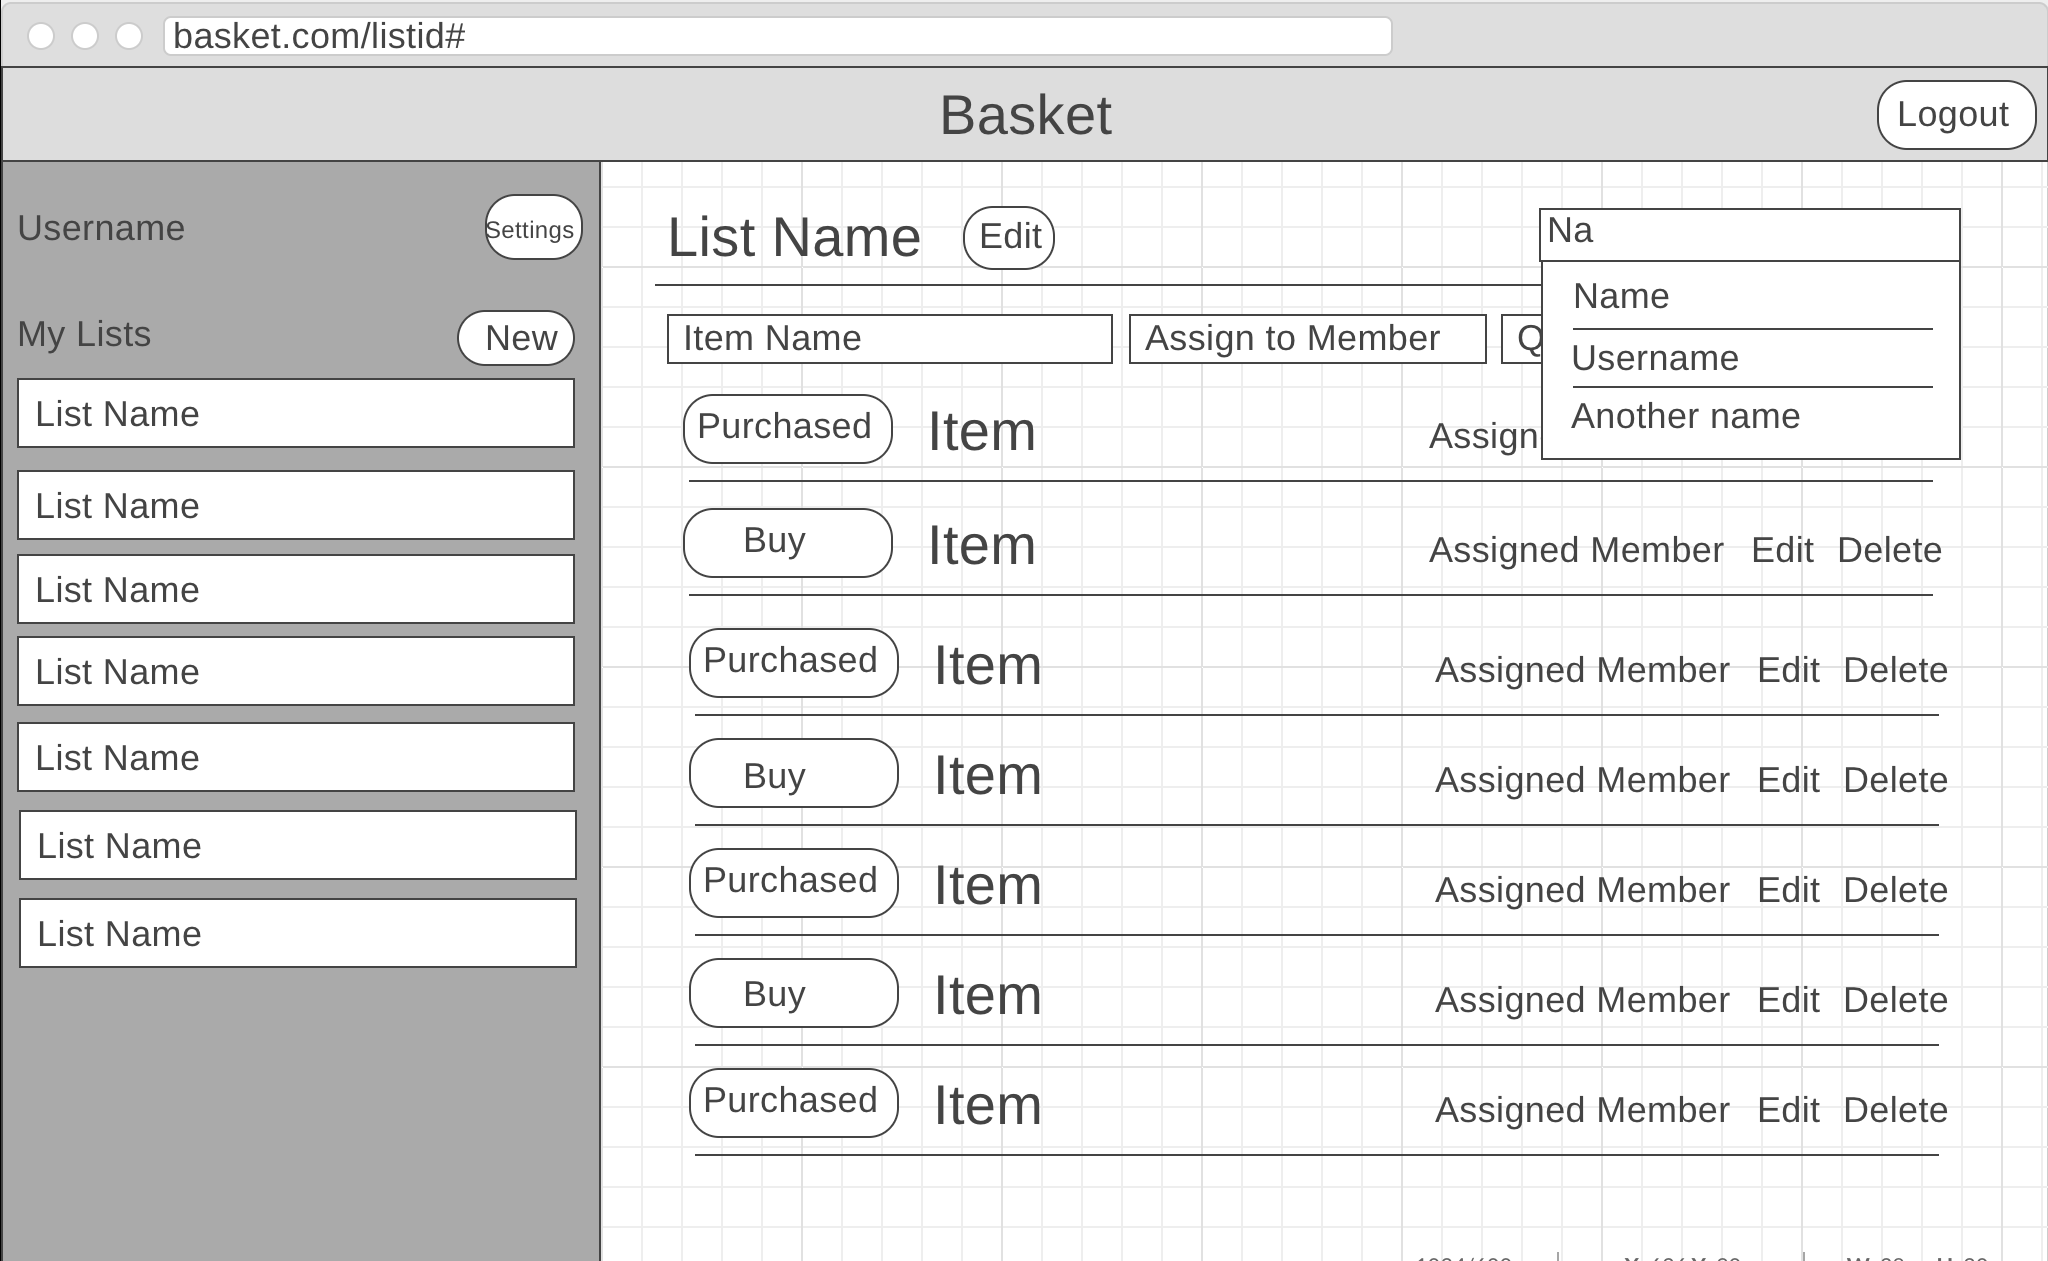 basket.com/listid#
Basket
Logout
Username
Settings
My Lists
New
List Name
List Name
List Name
List Name
List Name
List Name
List Name
List Name
Edit
Na
Name
Username
Another name
Item Name
Assign to Member
Q
Purchased Item Assign
Buy Item Assigned Member Edit Delete
Purchased Item Assigned Member Edit Delete
Buy Item Assigned Member Edit Delete
Purchased Item Assigned Member Edit Delete
Buy Item Assigned Member Edit Delete
Purchased Item Assigned Member Edit Delete